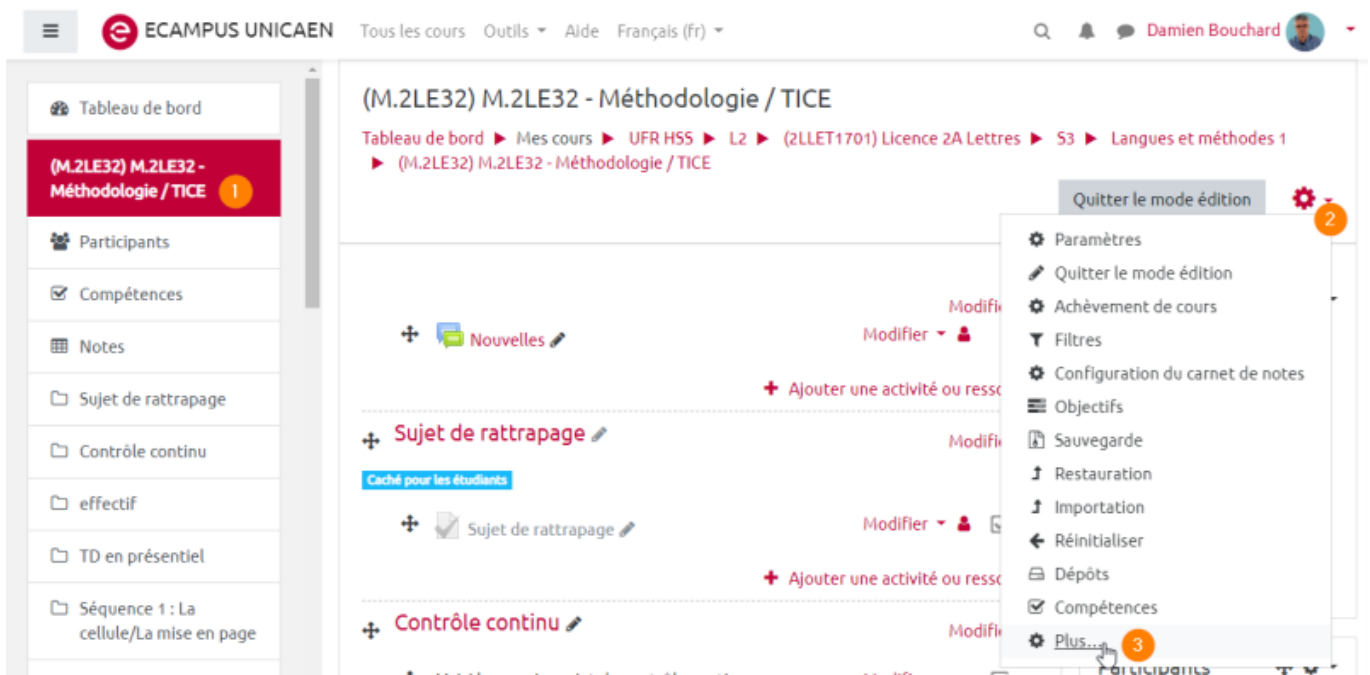 ECAMPUS UNICAEN Tous les cours Outils Aide Français (fr) Damien Bouchard
Tableau de bord
(M.2LE32) M.2LE32 -
Méthodologie / TICE 1
Participants
Compétences
Notes
Sujet de rattrapage
Contrôle continu
effectif
TD en présentiel
Séquence 1 : La
cellule/La mise en page
(M.2LE32) M.2LE32 - Méthodologie / TICE
Tableau de bord ► Mes cours ► UFR HSS ► L2 ► (2LLET1701) Licence 2A Lettres ► S3 ► Langues et méthodes 1
► (M.2LE32) M.2LE32 - Méthodologie / TICE
Quitter le mode édition 2
Modifi
Nouvelles Modifier
+ Ajouter une activité ou resso
Sujet de rattrapage Modifi
Caché pour les étudiants
Sujet de rattrapage Modifier
+ Ajouter une activité ou resso
Contrôle continu Modifi
Paramètres
Quitter le mode édition
Achèvement de cours
Filtres
Configuration du carnet de notes
Objectifs
Sauvegarde
Restauration
Importation
Réinitialiser
Dépôts
Compétences
Plus... 3
Participants